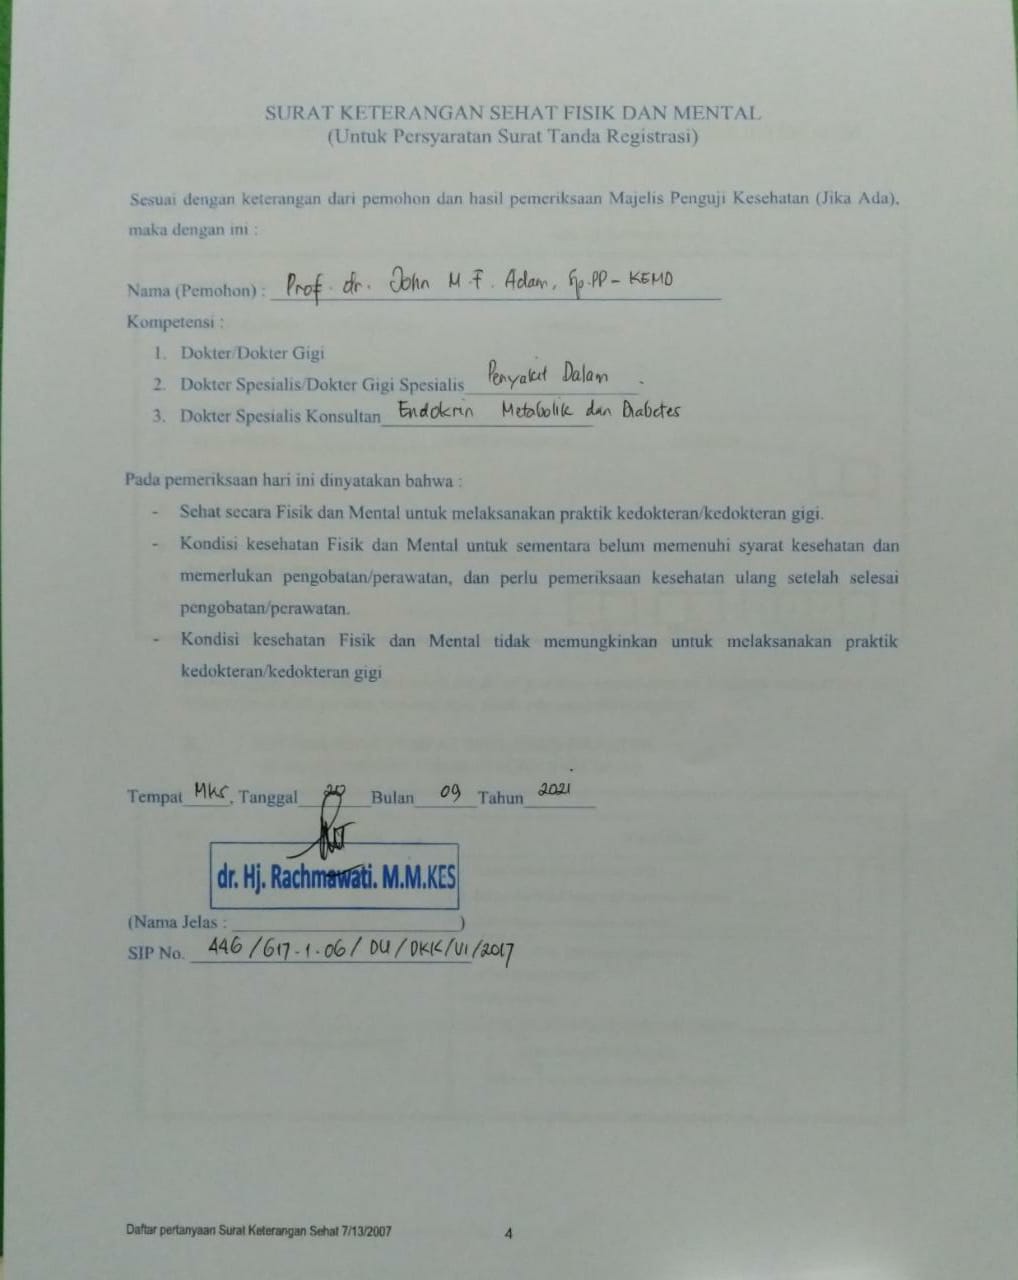 SURAT KETERANGAN SEHAT FISIK DAN MENTAL
(Untuk Persyaratan Surat Tanda Registrasi)
Sesuai dengan keterangan dari pemohon dan hasil pemeriksaan Majelis Penguji Kesehatan (Jika Ada),
maka dengan ini :
Nama (Pemohon) : Prof. dr. John M.F. Adam, Sp.PD - KEMD
Kompetensi :
1. Dokter/Dokter Gigi
2. Dokter Spesialis/Dokter Gigi Spesialis Penyakit Dalam
3. Dokter Spesialis Konsultan Endokrin Metabolik dan Diabetes
Pada pemeriksaan hari ini dinyatakan bahwa :
- Sehat secara Fisik dan Mental untuk melaksanakan praktik kedokteran/kedokteran gigi.
- Kondisi kesehatan Fisik dan Mental untuk sementara belum memenuhi syarat kesehatan dan
memerlukan pengobatan/perawatan, dan perlu pemeriksaan kesehatan ulang setelah selesai
pengobatan/perawatan.
- Kondisi kesehatan Fisik dan Mental tidak memungkinkan untuk melaksanakan praktik
kedokteran/kedokteran gigi
Tempat Mks, Tanggal 20 Bulan 09 Tahun 2021
dr. Hj. Rachmawati. M.M.KES
(Nama Jelas : )
SIP No. 446/617-1-06/DU/DKK/VI/2017
Daftar pertanyaan Surat Keterangan Sehat 7/13/2007 4